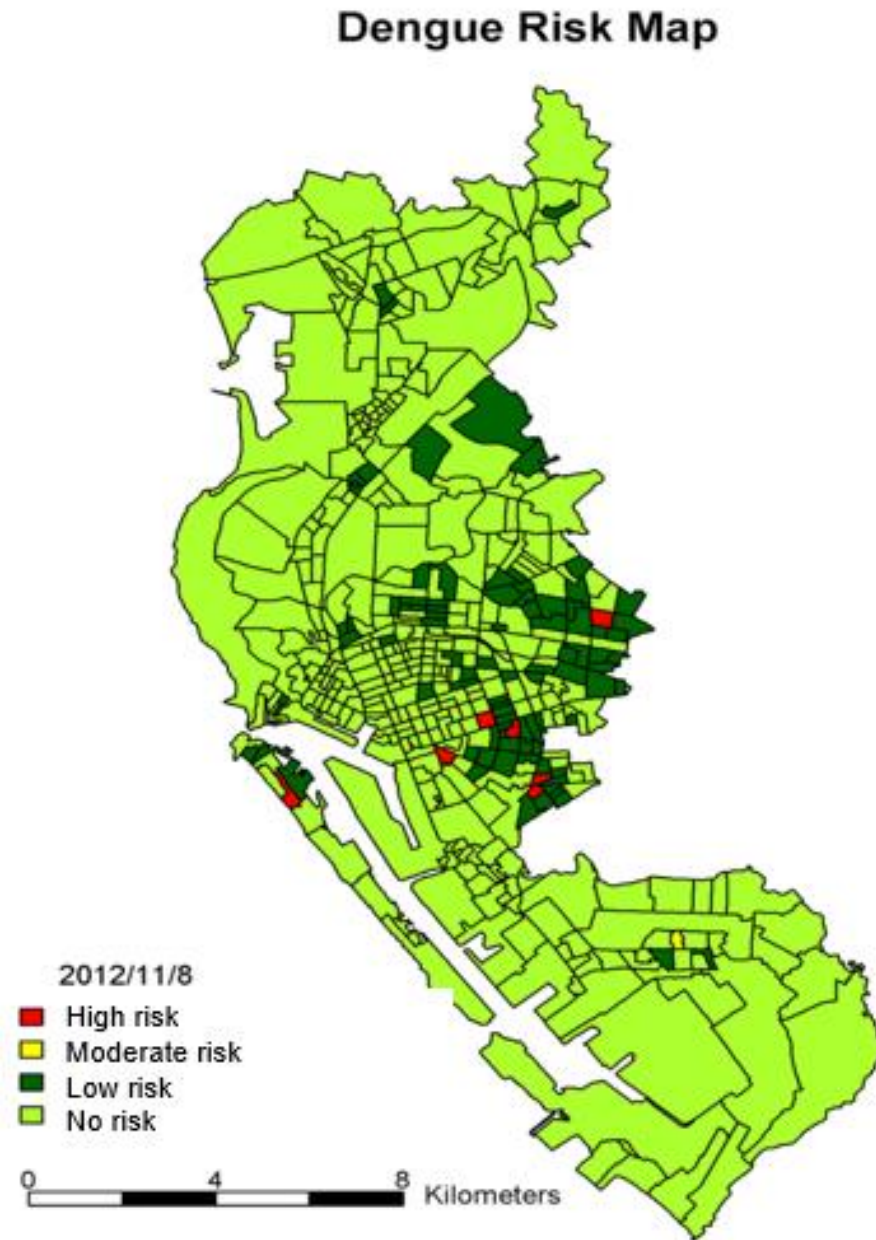 Dengue Risk Map
2012/11/8
High risk
Moderate risk
Low risk
No risk
0 4 8 Kilometers